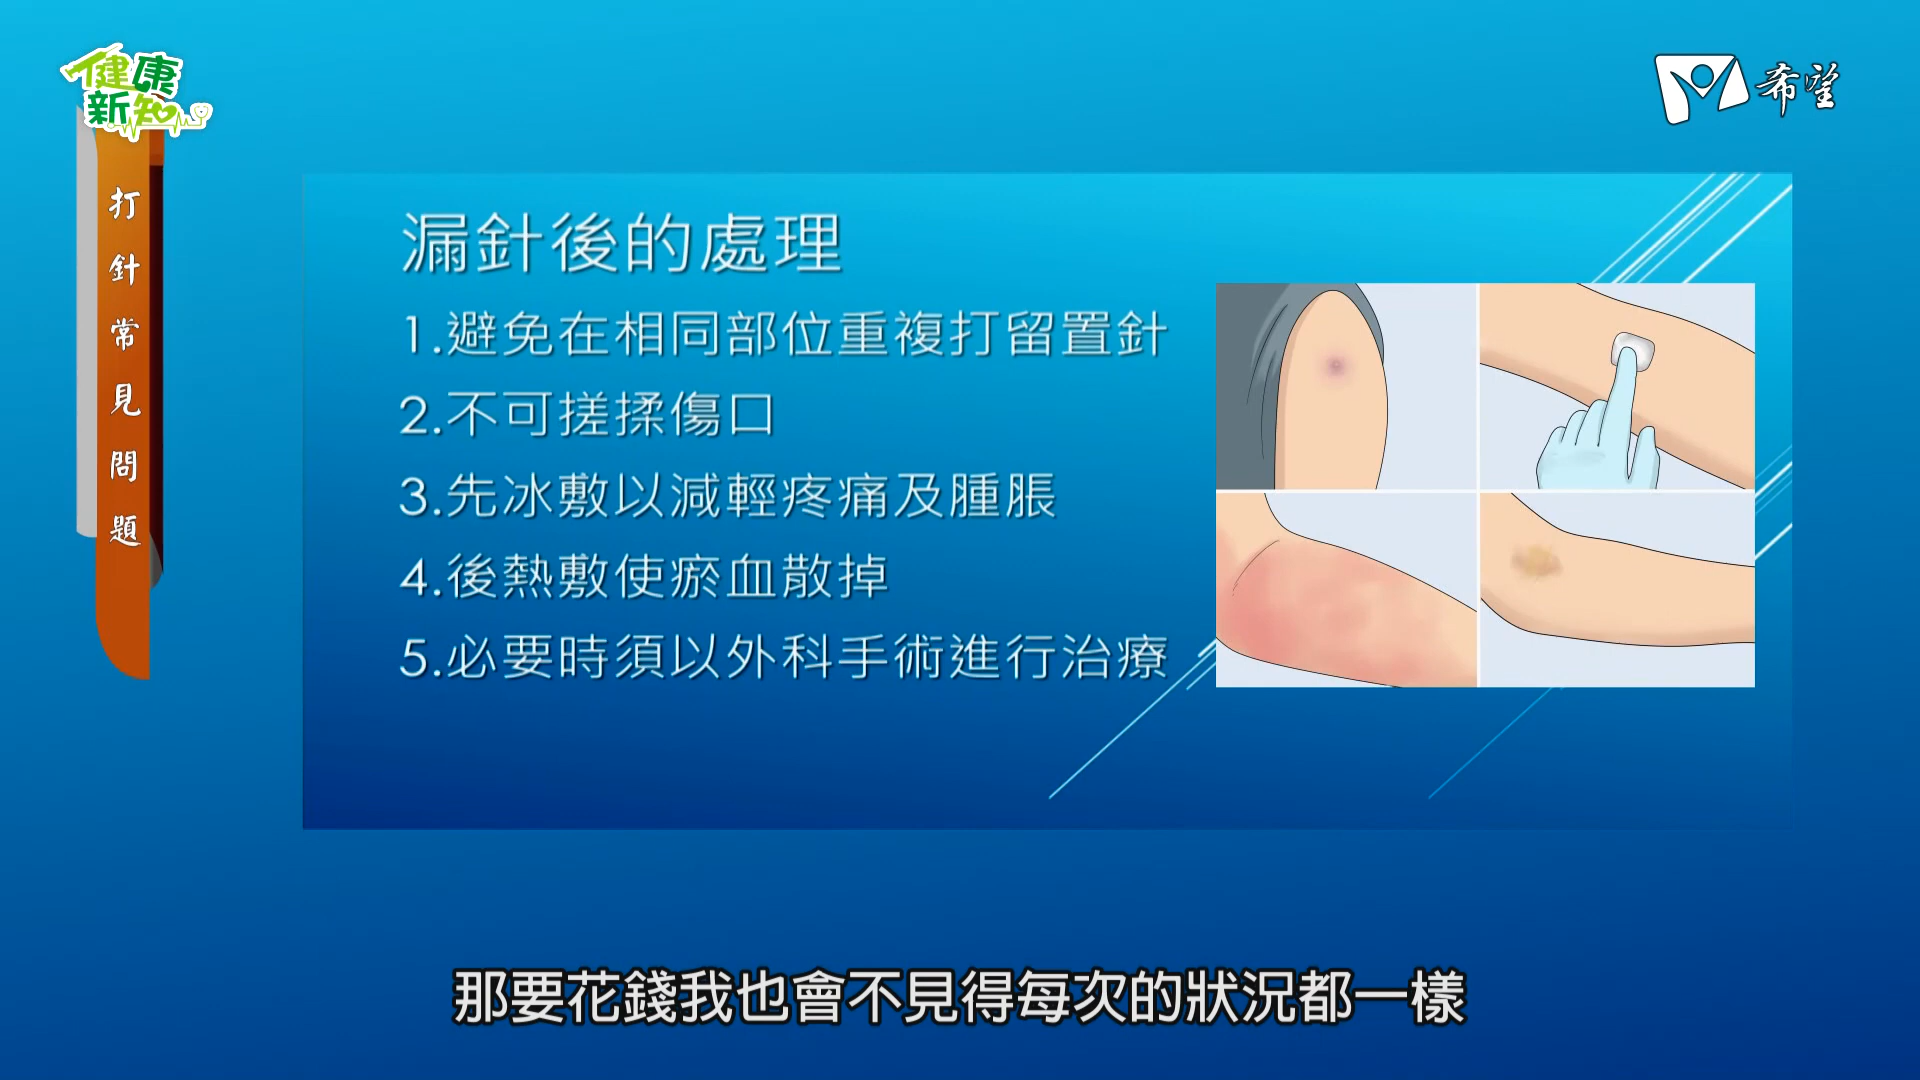 健康
新知
希望
打針常見問題
漏針後的處理
1.避免在相同部位重複打留置針
2.不可搓揉傷口
3.先冰敷以減輕疼痛及腫脹
4.後熱敷使瘀血散掉
5.必要時須以外科手術進行治療
那要花錢我也會不見得每次的狀況都一樣